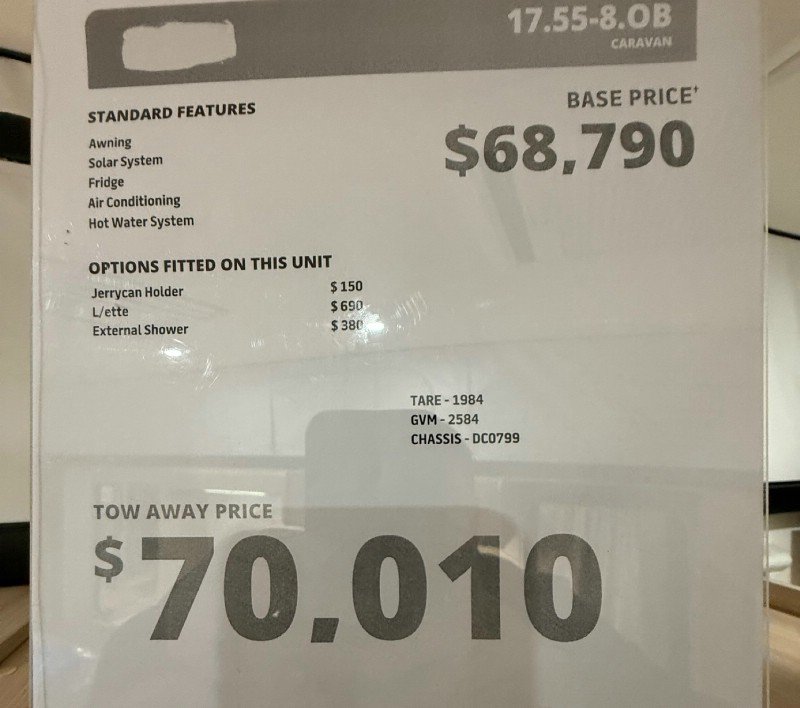 17.55-8.OB
CARAVAN
BASE PRICE†
$68,790
STANDARD FEATURES
Awning
Solar System
Fridge
Air Conditioning
Hot Water System
OPTIONS FITTED ON THIS UNIT
Jerrycan Holder $150
L/ette $690
External Shower $380
TARE - 1984
GVM - 2584
CHASSIS - DC0799
TOW AWAY PRICE
$70,010